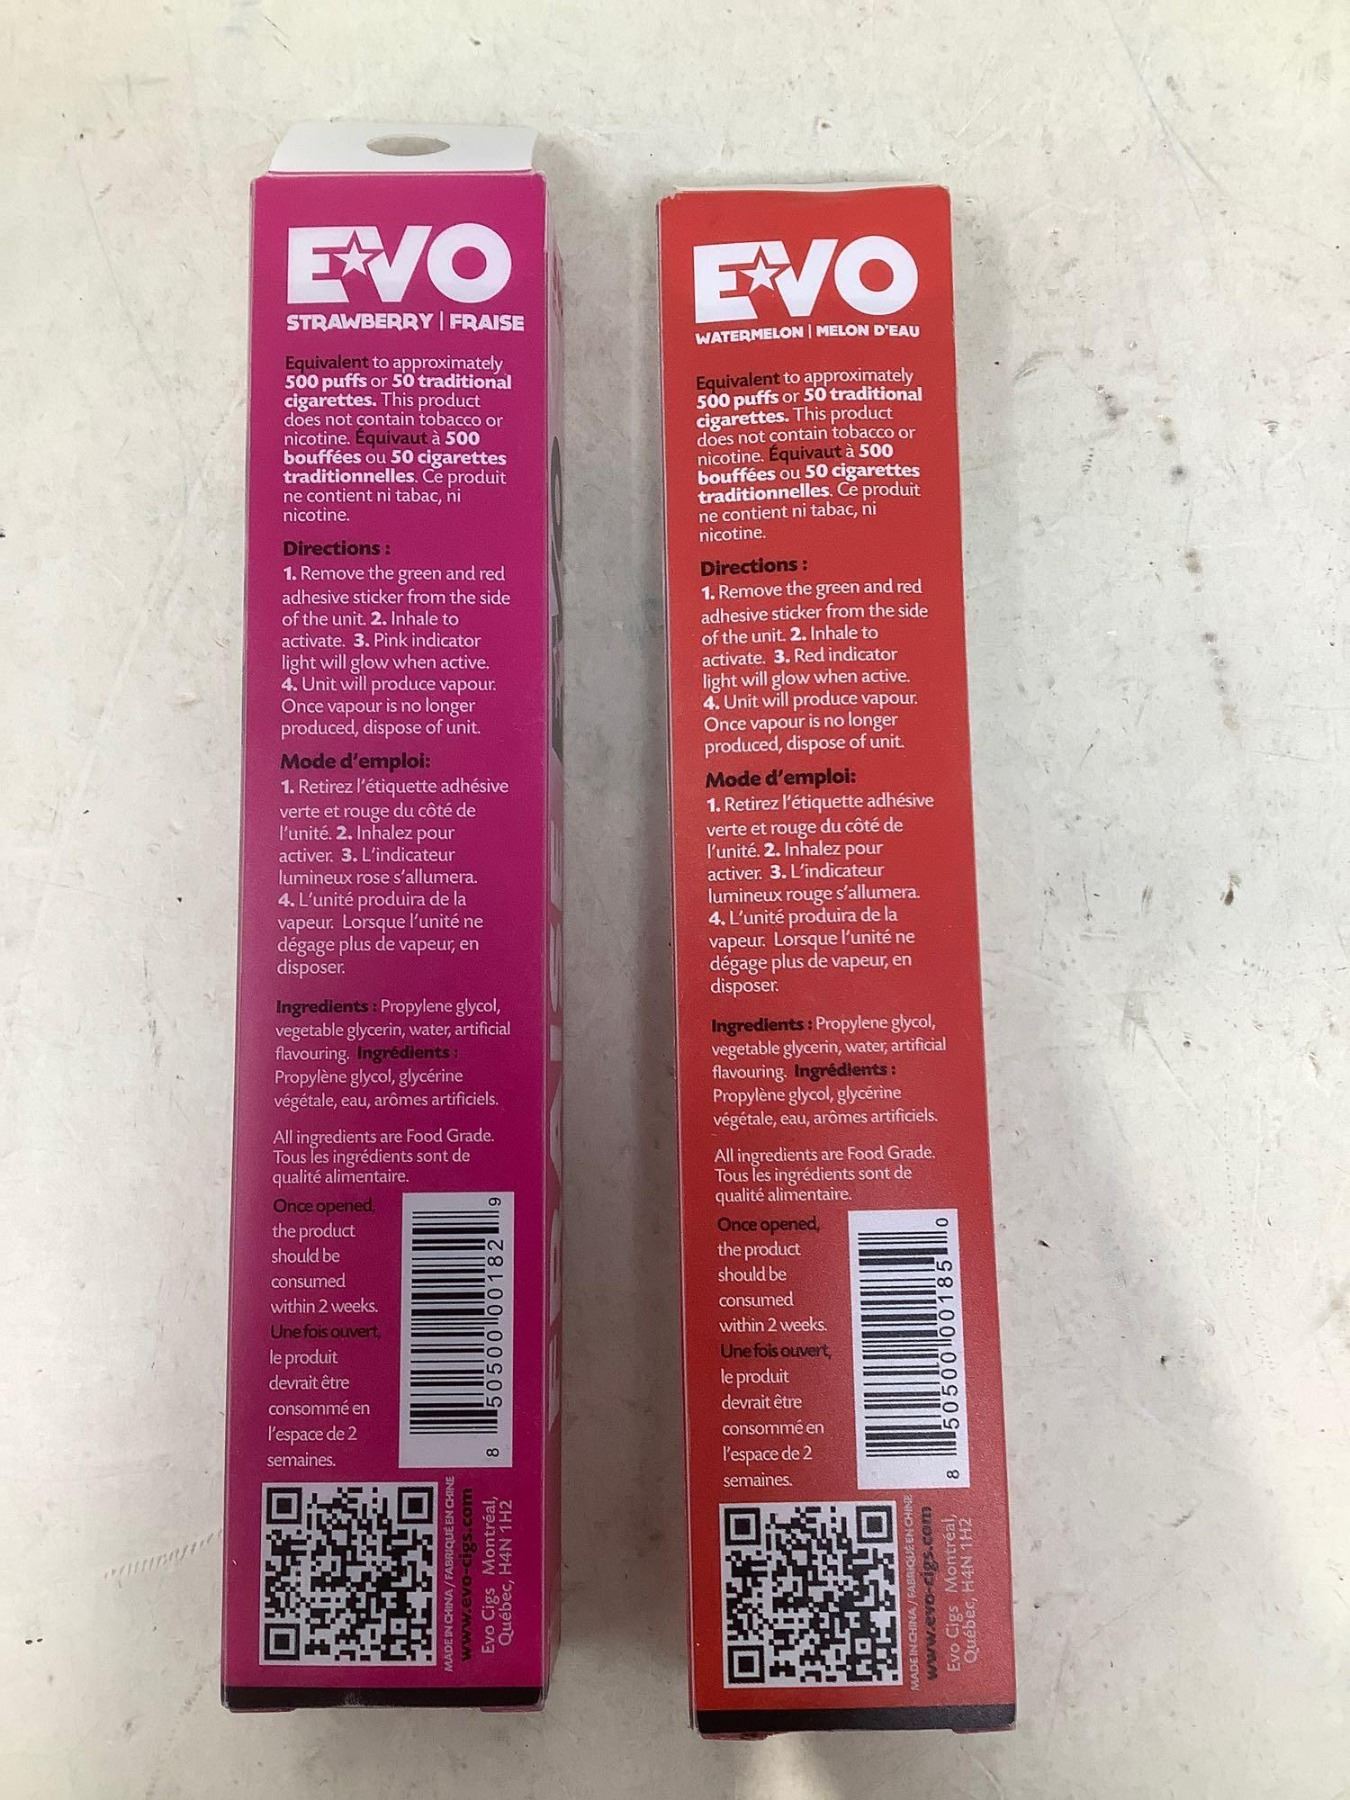 EVO
STRAWBERRY | FRAISE
Equivalent to approximately
500 puffs or 50 traditional
cigarettes. This product
does not contain tobacco or
nicotine. Équivaut à 500
bouffées ou 50 cigarettes
traditionnelles. Ce produit
ne contient ni tabac, ni
nicotine.
Directions :
1. Remove the green and red
adhesive sticker from the side
of the unit. 2. Inhale to
activate. 3. Pink indicator
light will glow when active.
4. Unit will produce vapour.
Once vapour is no longer
produced, dispose of unit.
Mode d'emploi:
1. Retirez l'étiquette adhésive
verte et rouge du côté de
l'unité. 2. Inhalez pour
activer. 3. L'indicateur
lumineux rose s'allumera.
4. L'unité produira de la
vapeur. Lorsque l'unité ne
dégage plus de vapeur, en
disposer.
Ingredients : Propylene glycol,
vegetable glycerin, water, artificial
flavouring. Ingrédients :
Propylène glycol, glycérine
végétale, eau, arômes artificiels.
All ingredients are Food Grade.
Tous les ingrédients sont de
qualité alimentaire.
Once opened,
the product
should be
consumed
within 2 weeks.
Une fois ouvert,
le produit
devrait être
consommé en
l'espace de 2
semaines.
8 50500 00182 9
MADE IN CHINA / FABRIQUÉ EN CHINE
www.evo-cigs.com
Evo Cigs Montréal,
Québec, H4N 1H2
EVO
WATERMELON | MELON D'EAU
Equivalent to approximately
500 puffs or 50 traditional
cigarettes. This product
does not contain tobacco or
nicotine. Équivaut à 500
bouffées ou 50 cigarettes
traditionnelles. Ce produit
ne contient ni tabac, ni
nicotine.
Directions :
1. Remove the green and red
adhesive sticker from the side
of the unit. 2. Inhale to
activate. 3. Red indicator
light will glow when active.
4. Unit will produce vapour.
Once vapour is no longer
produced, dispose of unit.
Mode d'emploi:
1. Retirez l'étiquette adhésive
verte et rouge du côté de
l'unité. 2. Inhalez pour
activer. 3. L'indicateur
lumineux rouge s'allumera.
4. L'unité produira de la
vapeur. Lorsque l'unité ne
dégage plus de vapeur, en
disposer.
Ingredients : Propylene glycol,
vegetable glycerin, water, artificial
flavouring. Ingrédients :
Propylène glycol, glycérine
végétale, eau, arômes artificiels.
All ingredients are Food Grade.
Tous les ingrédients sont de
qualité alimentaire.
Once opened,
the product
should be
consumed
within 2 weeks.
Une fois ouvert,
le produit
devrait être
consommé en
l'espace de 2
semaines.
8 50500 00185 0
MADE IN CHINA / FABRIQUÉ EN CHINE
www.evo-cigs.com
Evo Cigs Montréal,
Québec, H4N 1H2